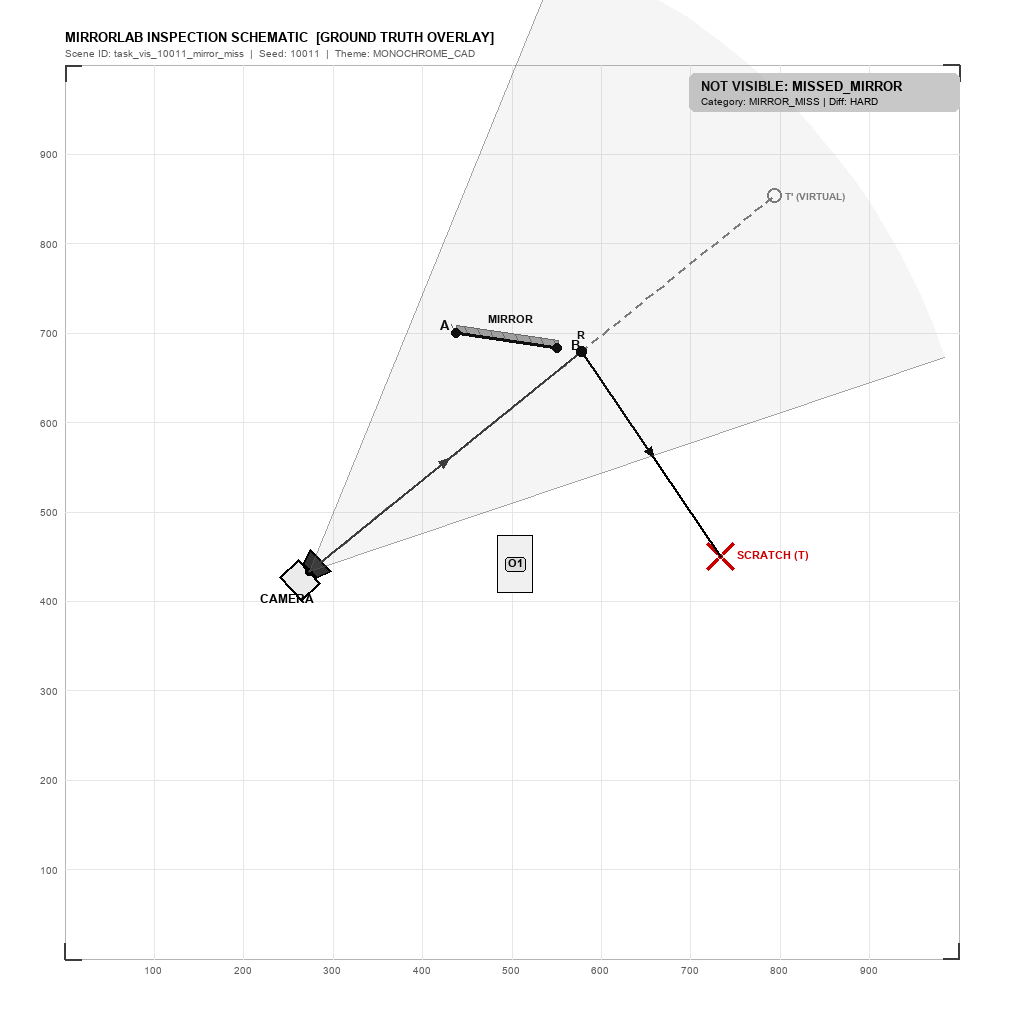 MIRRORLAB INSPECTION SCHEMATIC [GROUND TRUTH OVERLAY]
Scene ID: task_vis_10011_mirror_miss | Seed: 10011 | Theme: MONOCHROME_CAD
NOT VISIBLE: MISSED_MIRROR
Category: MIRROR_MISS | Diff: HARD
900
T' (VIRTUAL)
800
A
MIRROR
700
R
B
600
500
O1
SCRATCH (T)
CAMERA
400
300
200
100
100 200 300 400 500 600 700 800 900